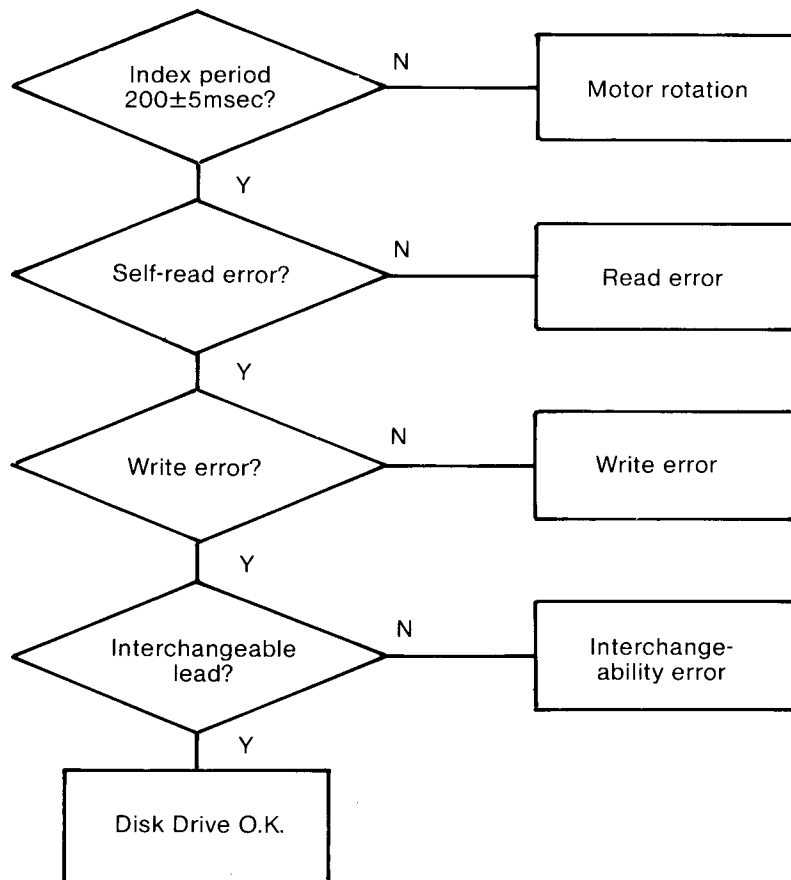 Index period
200±5msec?
N
Motor rotation
Y
Self-read error?
N
Read error
Y
Write error?
N
Write error
Y
Interchangeable
lead?
N
Interchange-
ability error
Y
Disk Drive O.K.